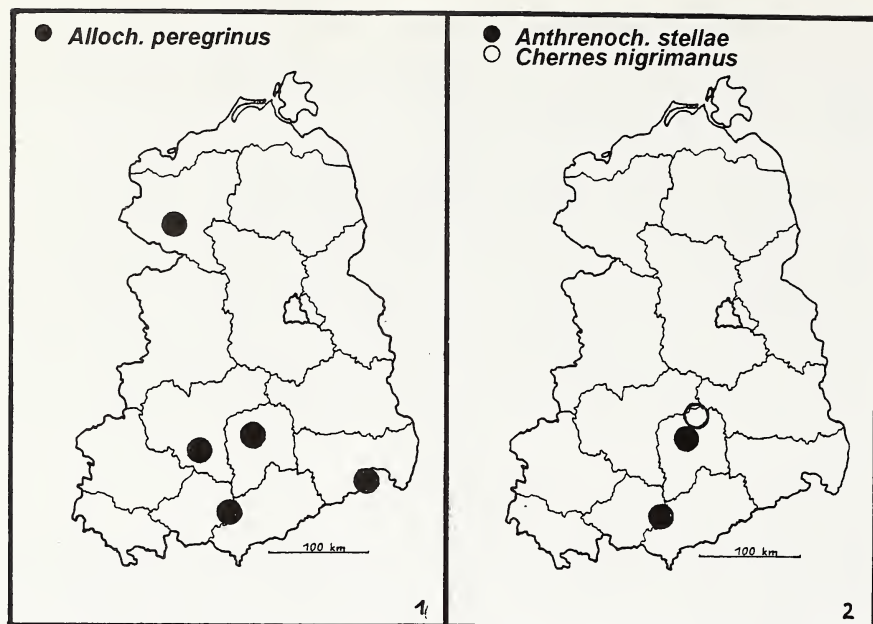 Alloch. peregrinus
100 km
1
Anthrenoch. stellae
Chernes nigrimanus
100 km
2